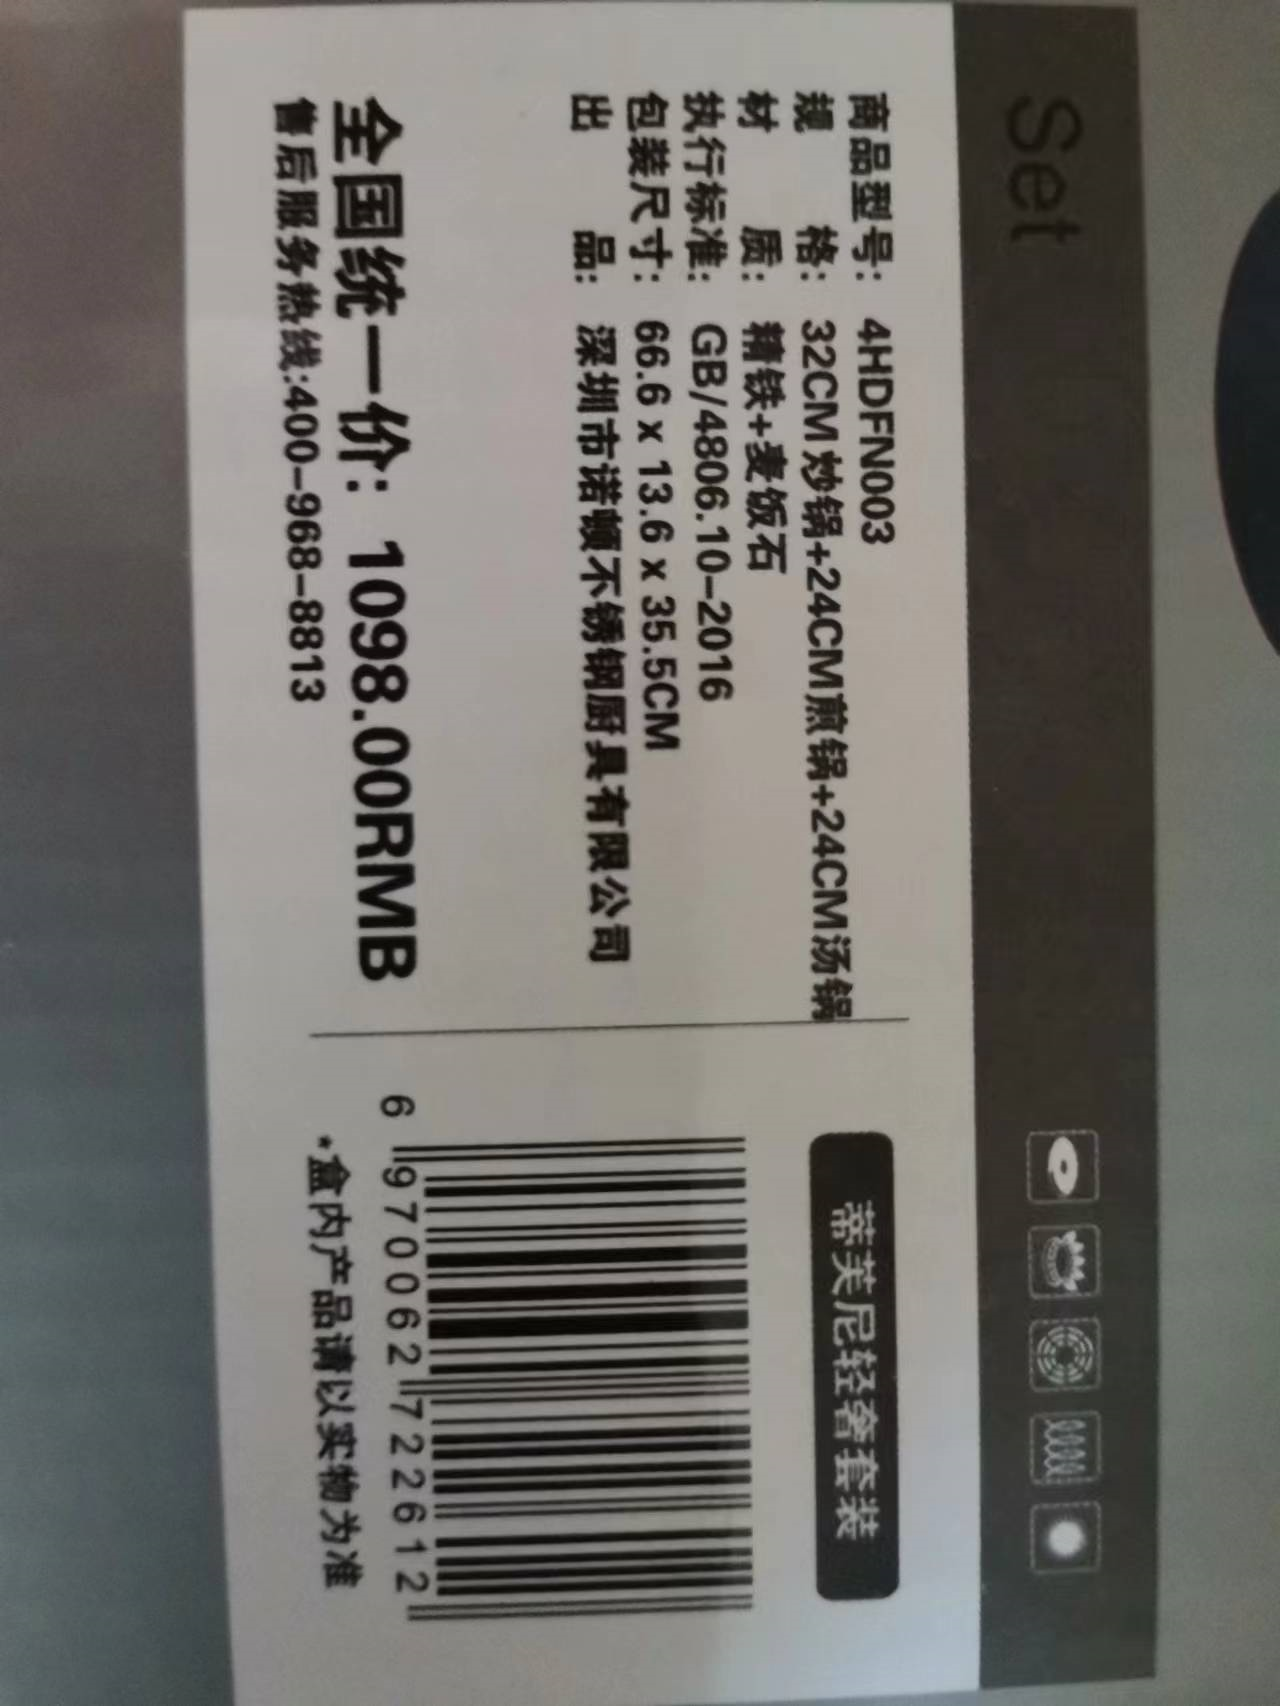 Set
商品型号: 4HDFN003
规格: 32CM炒锅+24CM煎锅+24CM汤锅
材质: 精铁+麦饭石
执行标准: GB/4806.10-2016
包装尺寸: 66.6 x 13.6 x 35.5CM
出品: 深圳市诺顿不锈钢厨具有限公司
全国统一价: 1098.00RMB
售后服务热线:400-968-8813
蒂芙尼轻奢套装
6 970062 722612
*盒内产品请以实物为准